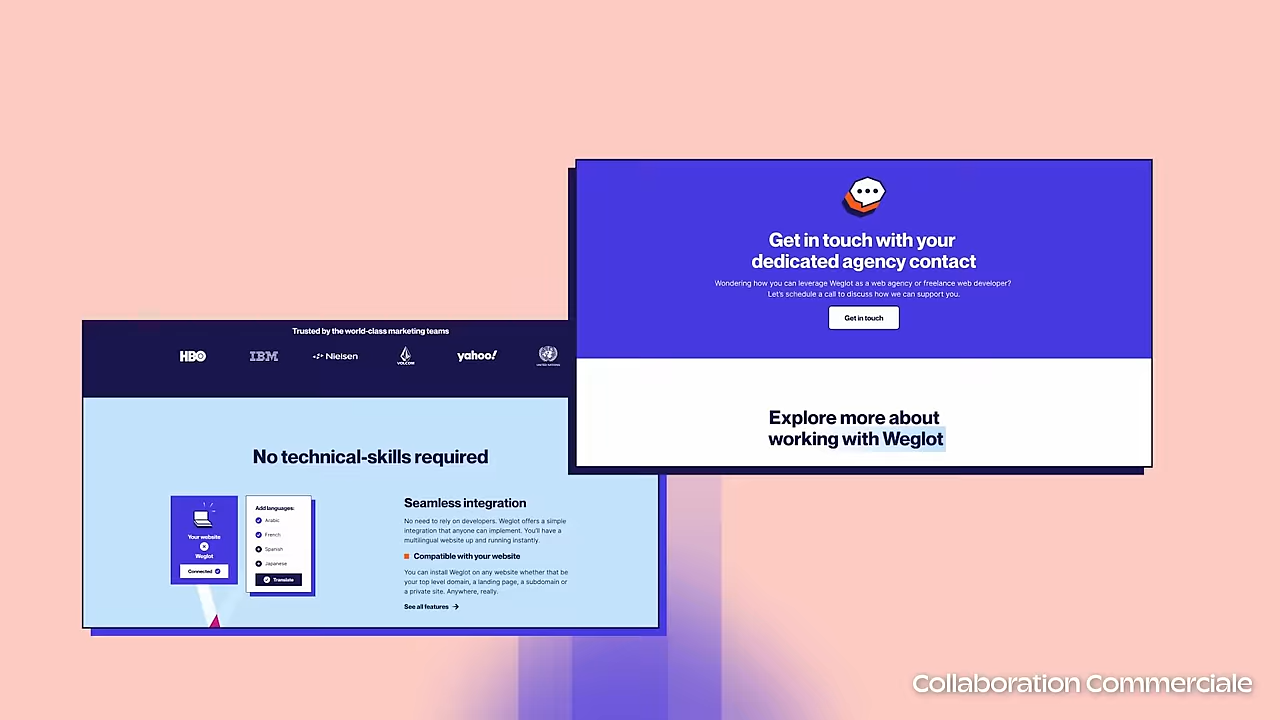 Get in touch with your
dedicated agency contact
Wondering how you can leverage Weglot as a web agency or freelance web developer?
Let's schedule a call to discuss how we can support you.
Get in touch
Explore more about
working with Weglot
Trusted by the world-class marketing teams
HBO
IBM
Nielsen
VOLCOM
yahoo!
UNITED NATIONS
No technical-skills required
Your website
Weglot
Connected
Add languages:
Arabic
French
Spanish
Japanese
Translate
Seamless integration
No need to rely on developers. Weglot offers a simple
integration that anyone can implement. You'll have a
multilingual website up and running instantly.
Compatible with your website
You can install Weglot on any website whether that be
your top level domain, a landing page, a subdomain or
a private site. Anywhere, really.
See all features
Collaboration Commerciale